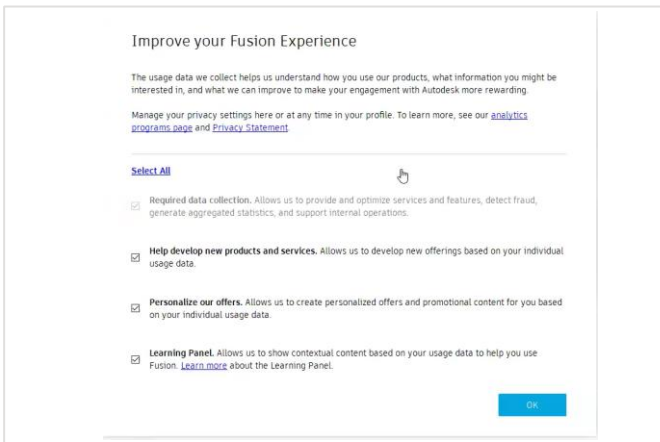 Improve your Fusion Experience
The usage data we collect helps us understand how you use our products, what information you might be
interested in, and what we can improve to make your engagement with Autodesk more rewarding.
Manage your privacy settings here or at any time in your profile. To learn more, see our analytics
programs page and Privacy Statement.
Select All
Required data collection. Allows us to provide and optimize services and features, detect fraud,
generate aggregated statistics, and support internal operations.
Help develop new products and services. Allows us to develop new offerings based on your individual
usage data.
Personalize our offers. Allows us to create personalized offers and promotional content for you based
on your individual usage data.
Learning Panel. Allows us to show contextual content based on your usage data to help you use
Fusion. Learn more about the Learning Panel.
OK